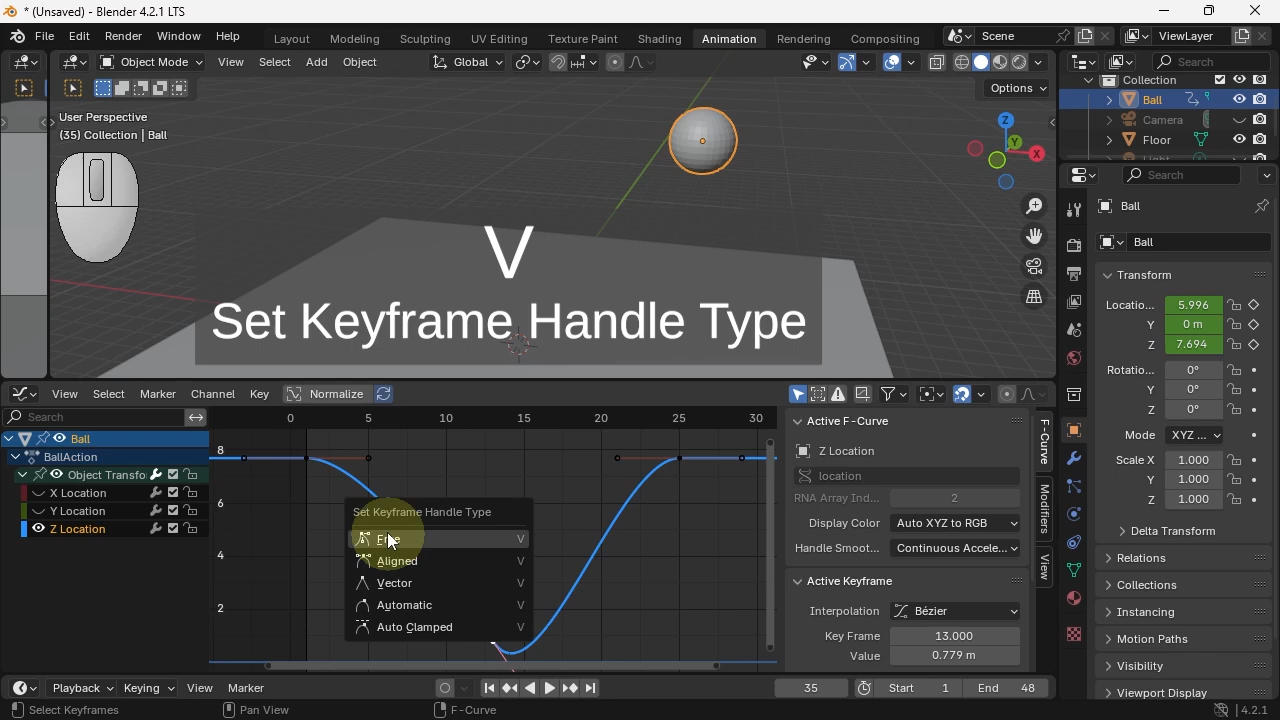 * (Unsaved) - Blender 4.2.1 LTS
File Edit Render Window Help Layout Modeling Sculpting UV Editing Texture Paint Shading Animation Rendering Compositing Scene ViewLayer
Object Mode View Select Add Object Global Search
Options
Collection
Ball
Camera
Floor
Light
User Perspective
(35) Collection | Ball
Z
Y
X
V
Set Keyframe Handle Type
Search
Ball
Ball
Transform
Locatio... 5.996
Y 0 m
Z 7.694
Rotatio... 0°
Y 0°
Z 0°
Mode XYZ ...
Scale X 1.000
Y 1.000
Z 1.000
Delta Transform
Relations
Collections
Instancing
Motion Paths
Visibility
Viewport Display
View Select Marker Channel Key Normalize
Search
0 5 10 15 20 25 30
8
6
4
2
Ball
BallAction
Object Transfo
X Location
Y Location
Z Location
Set Keyframe Handle Type
Free V
Aligned V
Vector V
Automatic V
Auto Clamped V
Active F-Curve
Z Location
location
RNA Array Ind... 2
Display Color Auto XYZ to RGB
Handle Smoot... Continuous Accele...
Active Keyframe
Interpolation Bézier
Key Frame 13.000
Value 0.779 m
F-Curve
Modifiers
View
Playback Keying View Marker 35 Start 1 End 48
Select Keyframes Pan View F-Curve 4.2.1